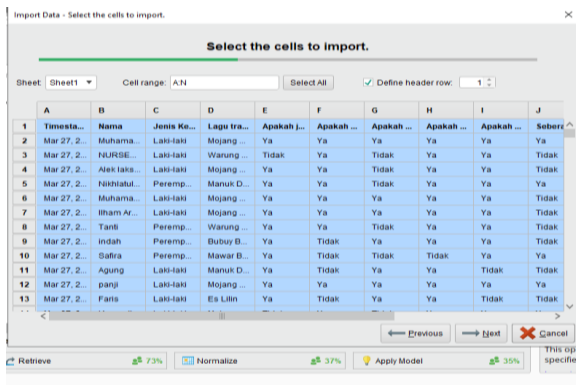 Import Data - Select the cells to import.
Select the cells to import.
Sheet: Sheet1 Cell range: A:N Select All Define header row: 1
A B C D E F G H I J
1 Timesta... Nama Jenis Ke... Lagu tra... Apakah j... Apakah ... Apakah ... Apakah ... Apakah ... Sebera
2 Mar 27, 2... Muhama... Laki-laki Mojang ... Ya Ya Ya Ya Ya Ya
3 Mar 27, 2... NURSE... Laki-laki Warung ... Tidak Ya Tidak Ya Ya Tidak
4 Mar 27, 2... Alek laks... Laki-laki Mojang ... Ya Ya Tidak Ya Ya Tidak
5 Mar 27, 2... Nikhlatul... Peremp... Manuk D... Ya Ya Tidak Ya Ya Ya
6 Mar 27, 2... Muhama... Laki-laki Mojang ... Ya Ya Ya Ya Ya Tidak
7 Mar 27, 2... Ilham Ar... Laki-laki Mojang ... Ya Ya Ya Ya Ya Tidak
8 Mar 27, 2... Tanti Peremp... Warung ... Ya Ya Tidak Ya Ya Tidak
9 Mar 27, 2... indah Peremp... Bubuy B... Ya Tidak Ya Ya Ya Tidak
10 Mar 27, 2... Safira Peremp... Mawar B... Ya Tidak Tidak Tidak Ya Ya
11 Mar 27, 2... Agung Laki-laki Manuk D... Ya Tidak Ya Ya Tidak Tidak
12 Mar 27, 2... panji Laki-laki Mojang ... Ya Ya Ya Ya Ya Ya
13 Mar 27, 2... Faris Laki-laki Es Lilin Ya Tidak Ya Ya Tidak Tidak
Previous Next Cancel
Retrieve 73% Normalize 37% Apply Model 35%
This op
specifie